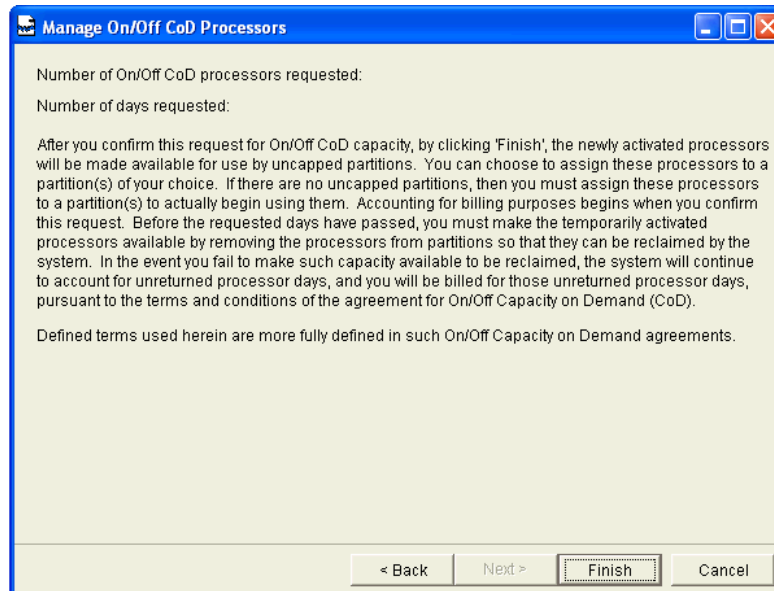 Manage On/Off CoD Processors
Number of On/Off CoD processors requested:
Number of days requested:
After you confirm this request for On/Off CoD capacity, by clicking 'Finish', the newly activated processors
will be made available for use by uncapped partitions.  You can choose to assign these processors to a
partition(s) of your choice.  If there are no uncapped partitions, then you must assign these processors
to a partition(s) to actually begin using them.  Accounting for billing purposes begins when you confirm
this request.  Before the requested days have passed, you must make the temporarily activated
processors available by removing the processors from partitions so that they can be reclaimed by the
system.  In the event you fail to make such capacity available to be reclaimed, the system will continue
to account for unreturned processor days, and you will be billed for those unreturned processor days,
pursuant to the terms and conditions of the agreement for On/Off Capacity on Demand (CoD).
Defined terms used herein are more fully defined in such On/Off Capacity on Demand agreements.
< Back Next > Finish Cancel